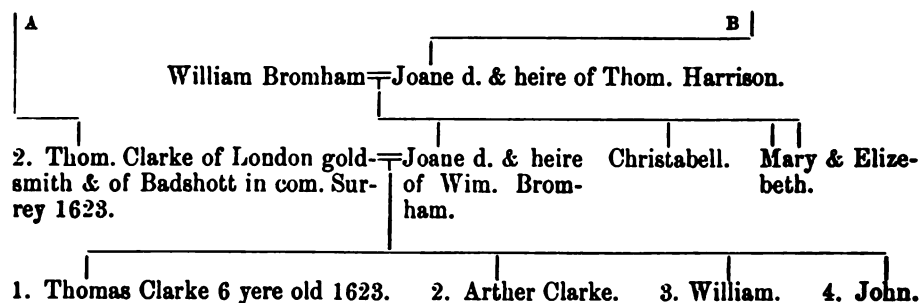 A
B
William Bromham Joane d. & heire of Thom. Harrison.
2. Thom. Clarke of London gold-
smith & of Badshott in com. Sur-
rey 1623.
Joane d. & heire
of Wim. Brom-
ham.
Christabell.
Mary & Elize-
beth.
1. Thomas Clarke 6 yere old 1623. 2. Arther Clarke. 3. William. 4. John.